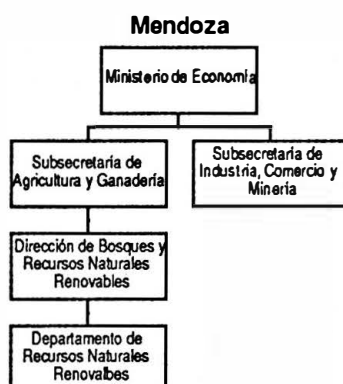 Mendoza
Ministerio de Economía
Subsecretaría de
Agricultura y Ganadería
Subsecretaría de
Industria, Comercio y
Minería
Dirección de Bosques y
Recursos Naturales
Renovables
Departamento de
Recursos Naturales
Renovalbes